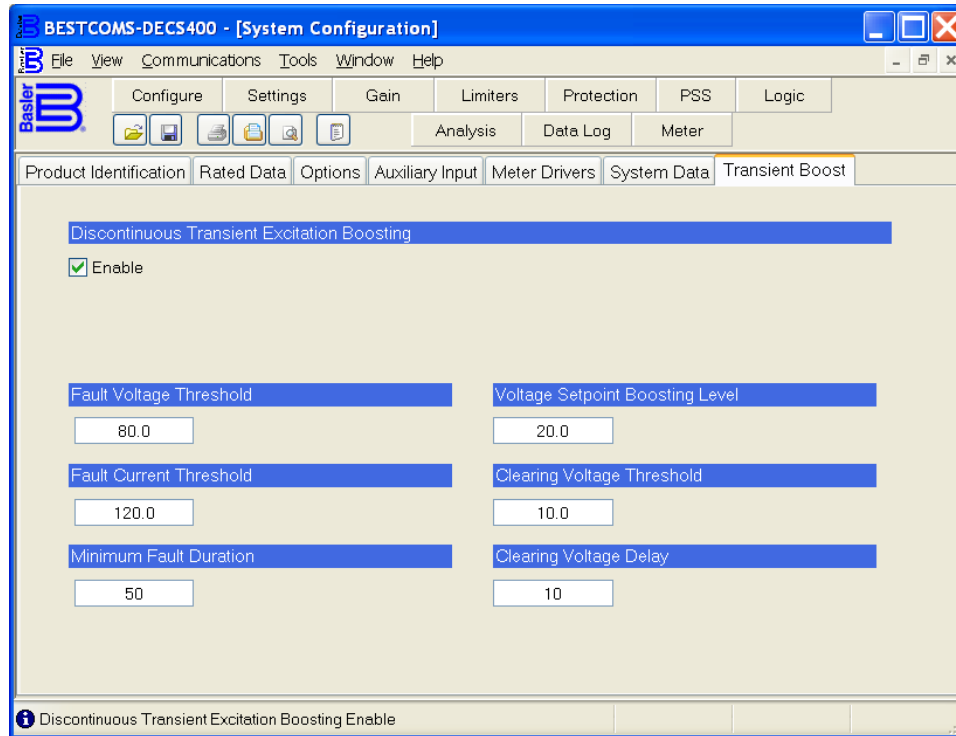 BESTCOMS-DECS400 - [System Configuration]
File View Communications Tools Window Help
Basler
Configure Settings Gain Limiters Protection PSS Logic
Analysis Data Log Meter
Product Identification Rated Data Options Auxiliary Input Meter Drivers System Data Transient Boost
Discontinuous Transient Excitation Boosting
Enable
Fault Voltage Threshold Voltage Setpoint Boosting Level
80.0 20.0
Fault Current Threshold Clearing Voltage Threshold
120.0 10.0
Minimum Fault Duration Clearing Voltage Delay
50 10
Discontinuous Transient Excitation Boosting Enable